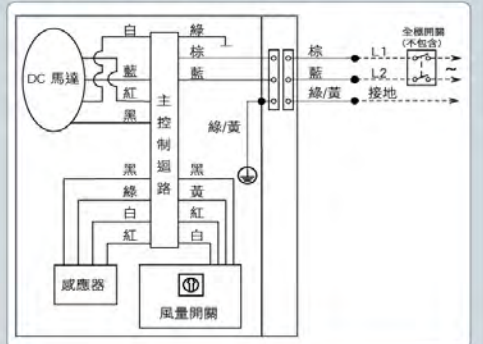 全極開關
(不包含)
白
綠
棕
棕
L1
藍
藍
藍
L2
~
DC 馬達
紅
綠/黃
接地
黑
主控制迴路
綠/黃
黑
黑
綠
黃
白
紅
紅
白
感應器
風量開關